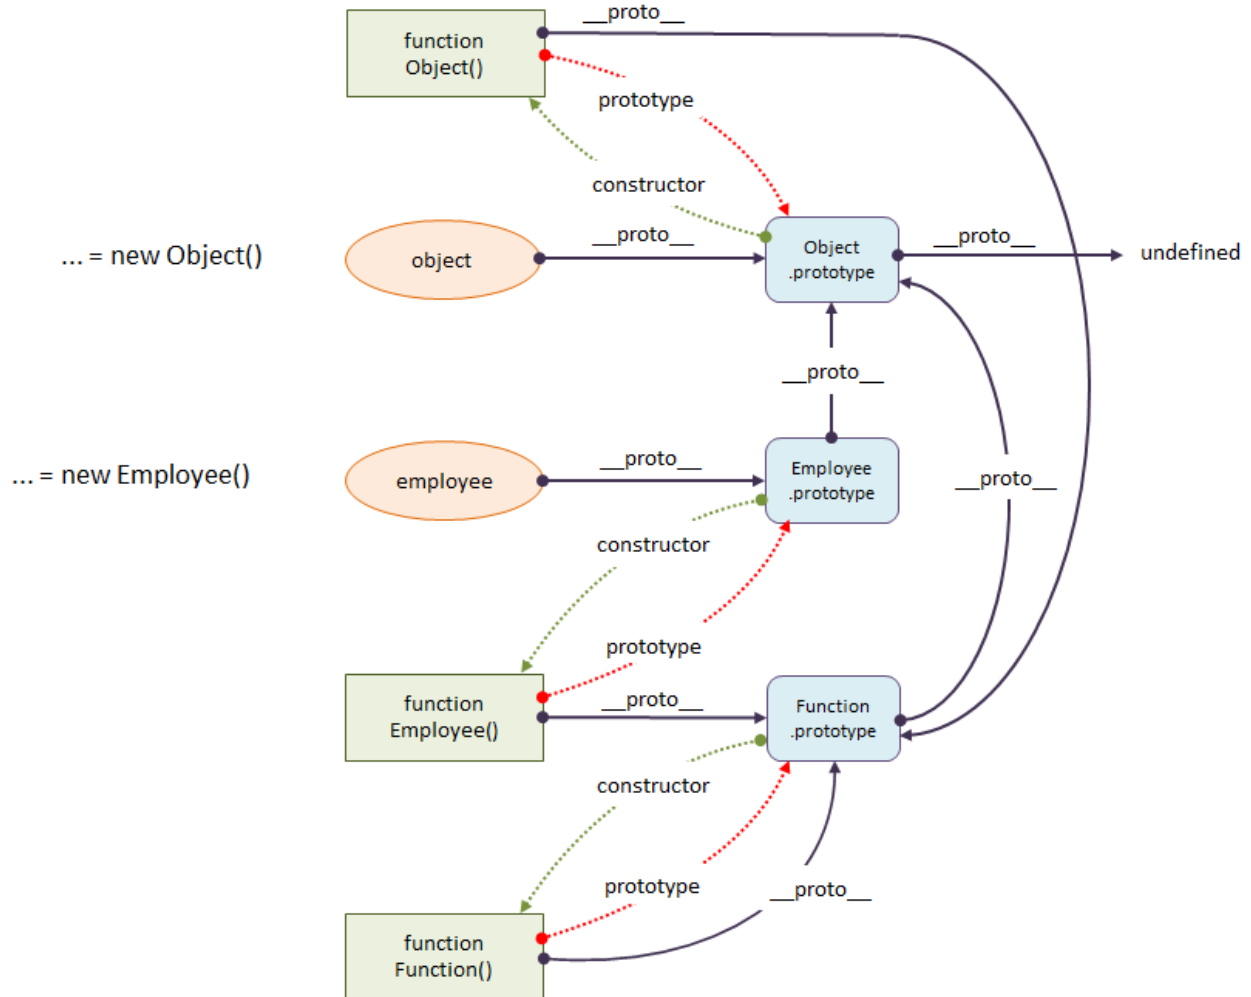 __proto__
function
Object()
prototype
constructor
... = new Object()
object
__proto__
Object
.prototype
__proto__
undefined
__proto__
... = new Employee()
employee
__proto__
Employee
.prototype
__proto__
constructor
prototype
function
Employee()
__proto__
Function
.prototype
constructor
prototype
__proto__
function
Function()